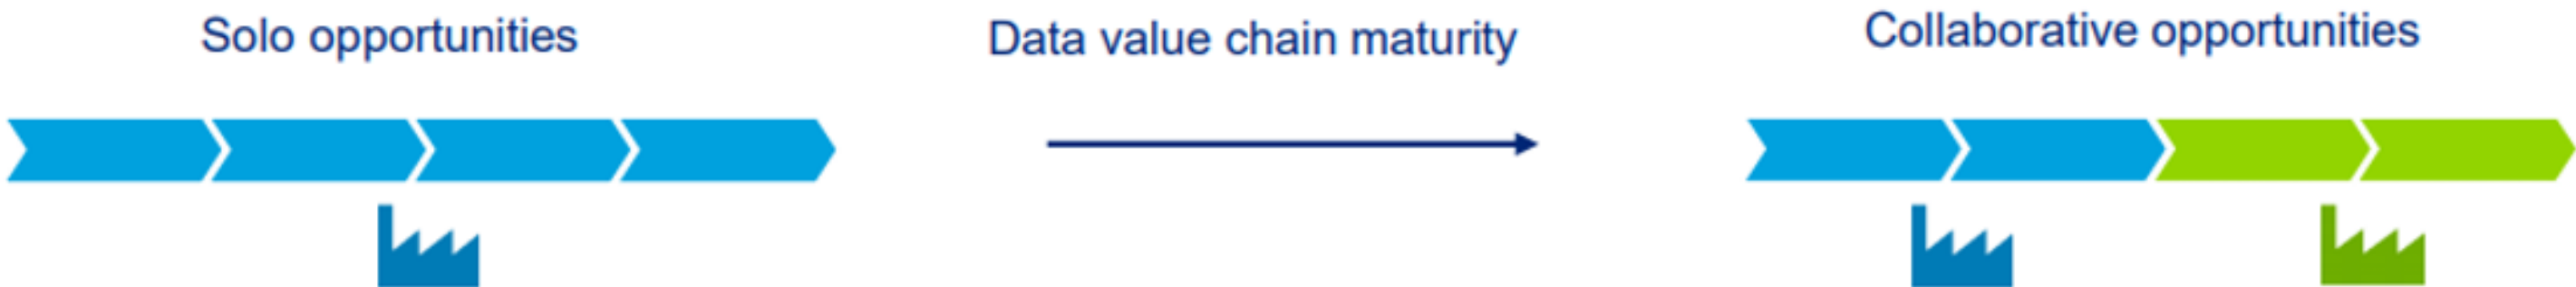 Solo opportunities
Data value chain maturity
Collaborative opportunities